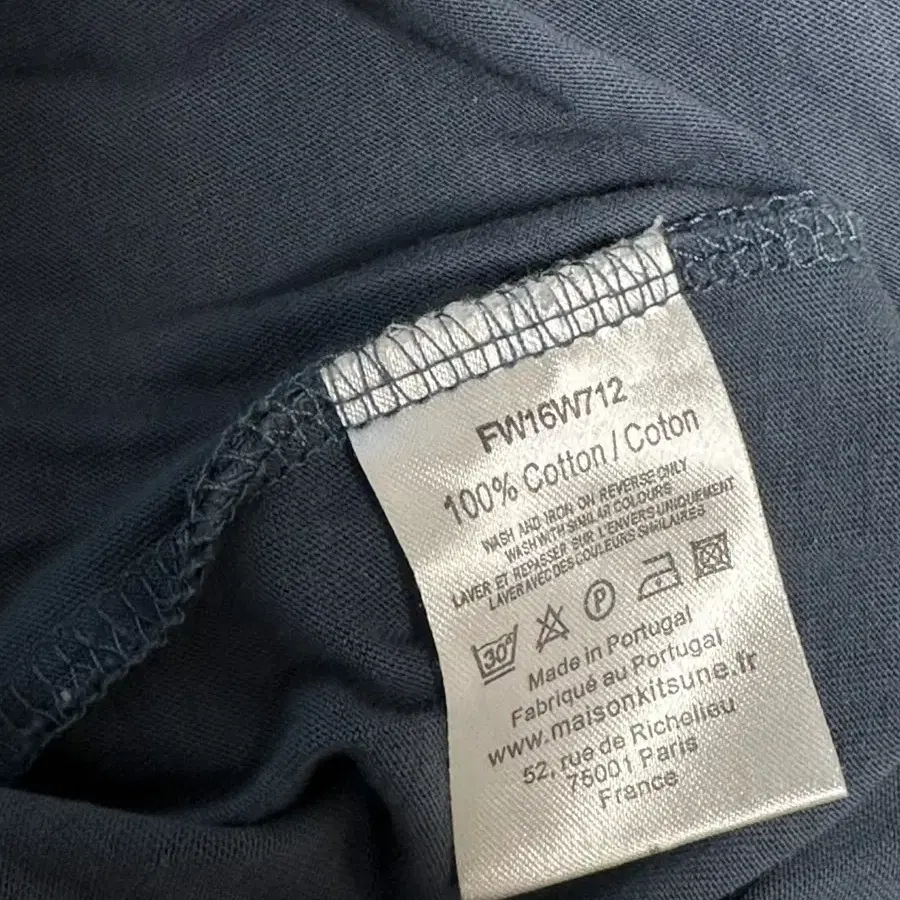 FW16W712
100% Cotton / Coton
WASH AND IRON ON REVERSE ONLY
WASH WITH SIMILAR COLOURS
LAVER ET REPASSER SUR L'ENVERS UNIQUEMENT
LAVER AVEC DES COULEURS SIMILAIRES
30° P
Made in Portugal
Fabriqué au Portugal
www.maisonkitsune.fr
52, rue de Richelieu
75001 Paris
France